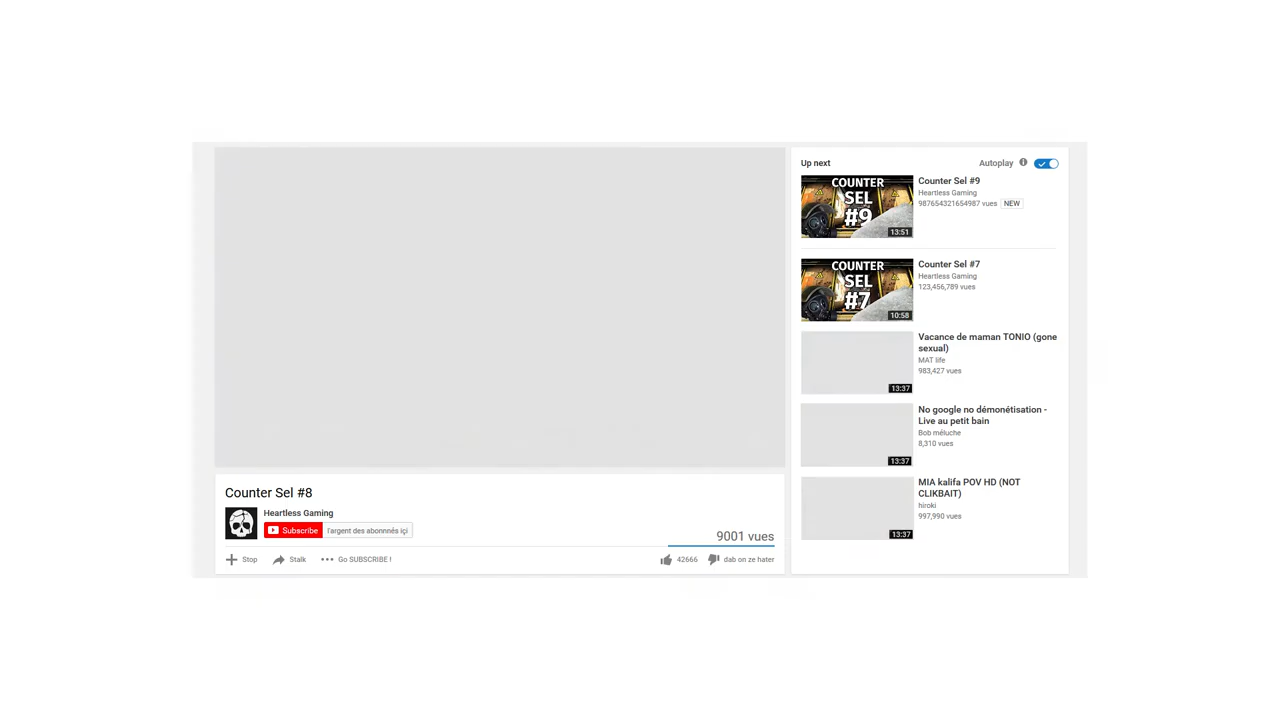 Counter Sel #8
Heartless Gaming
Subscribe l'argent des abonnnés içi
9001 vues
Stop Stalk Go SUBSCRIBE !
42666 dab on ze hater
Up next Autoplay
COUNTER
SEL
#9
13:51
Counter Sel #9
Heartless Gaming
987654321654987 vues NEW
COUNTER
SEL
#7
10:58
Counter Sel #7
Heartless Gaming
123,456,789 vues
13:37
Vacance de maman TONIO (gone
sexual)
MAT life
983,427 vues
13:37
No google no démonétisation -
Live au petit bain
Bob méluche
8,310 vues
13:37
MIA kalifa POV HD (NOT
CLIKBAIT)
hiroki
997,990 vues
13:37